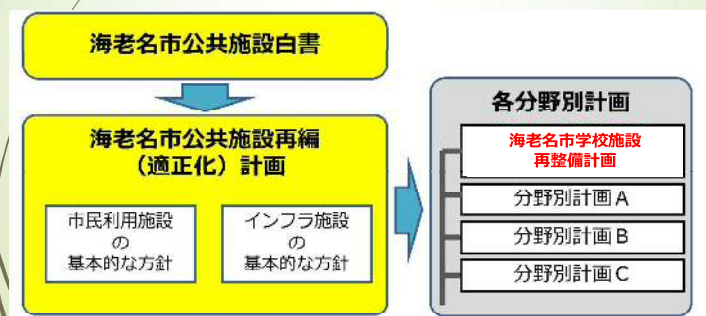 海老名市公共施設白書
海老名市公共施設再編
（適正化）計画
市民利用施設
の
基本的な方針
インフラ施設
の
基本的な方針
各分野別計画
海老名市学校施設
再整備計画
分野別計画A
分野別計画B
分野別計画C